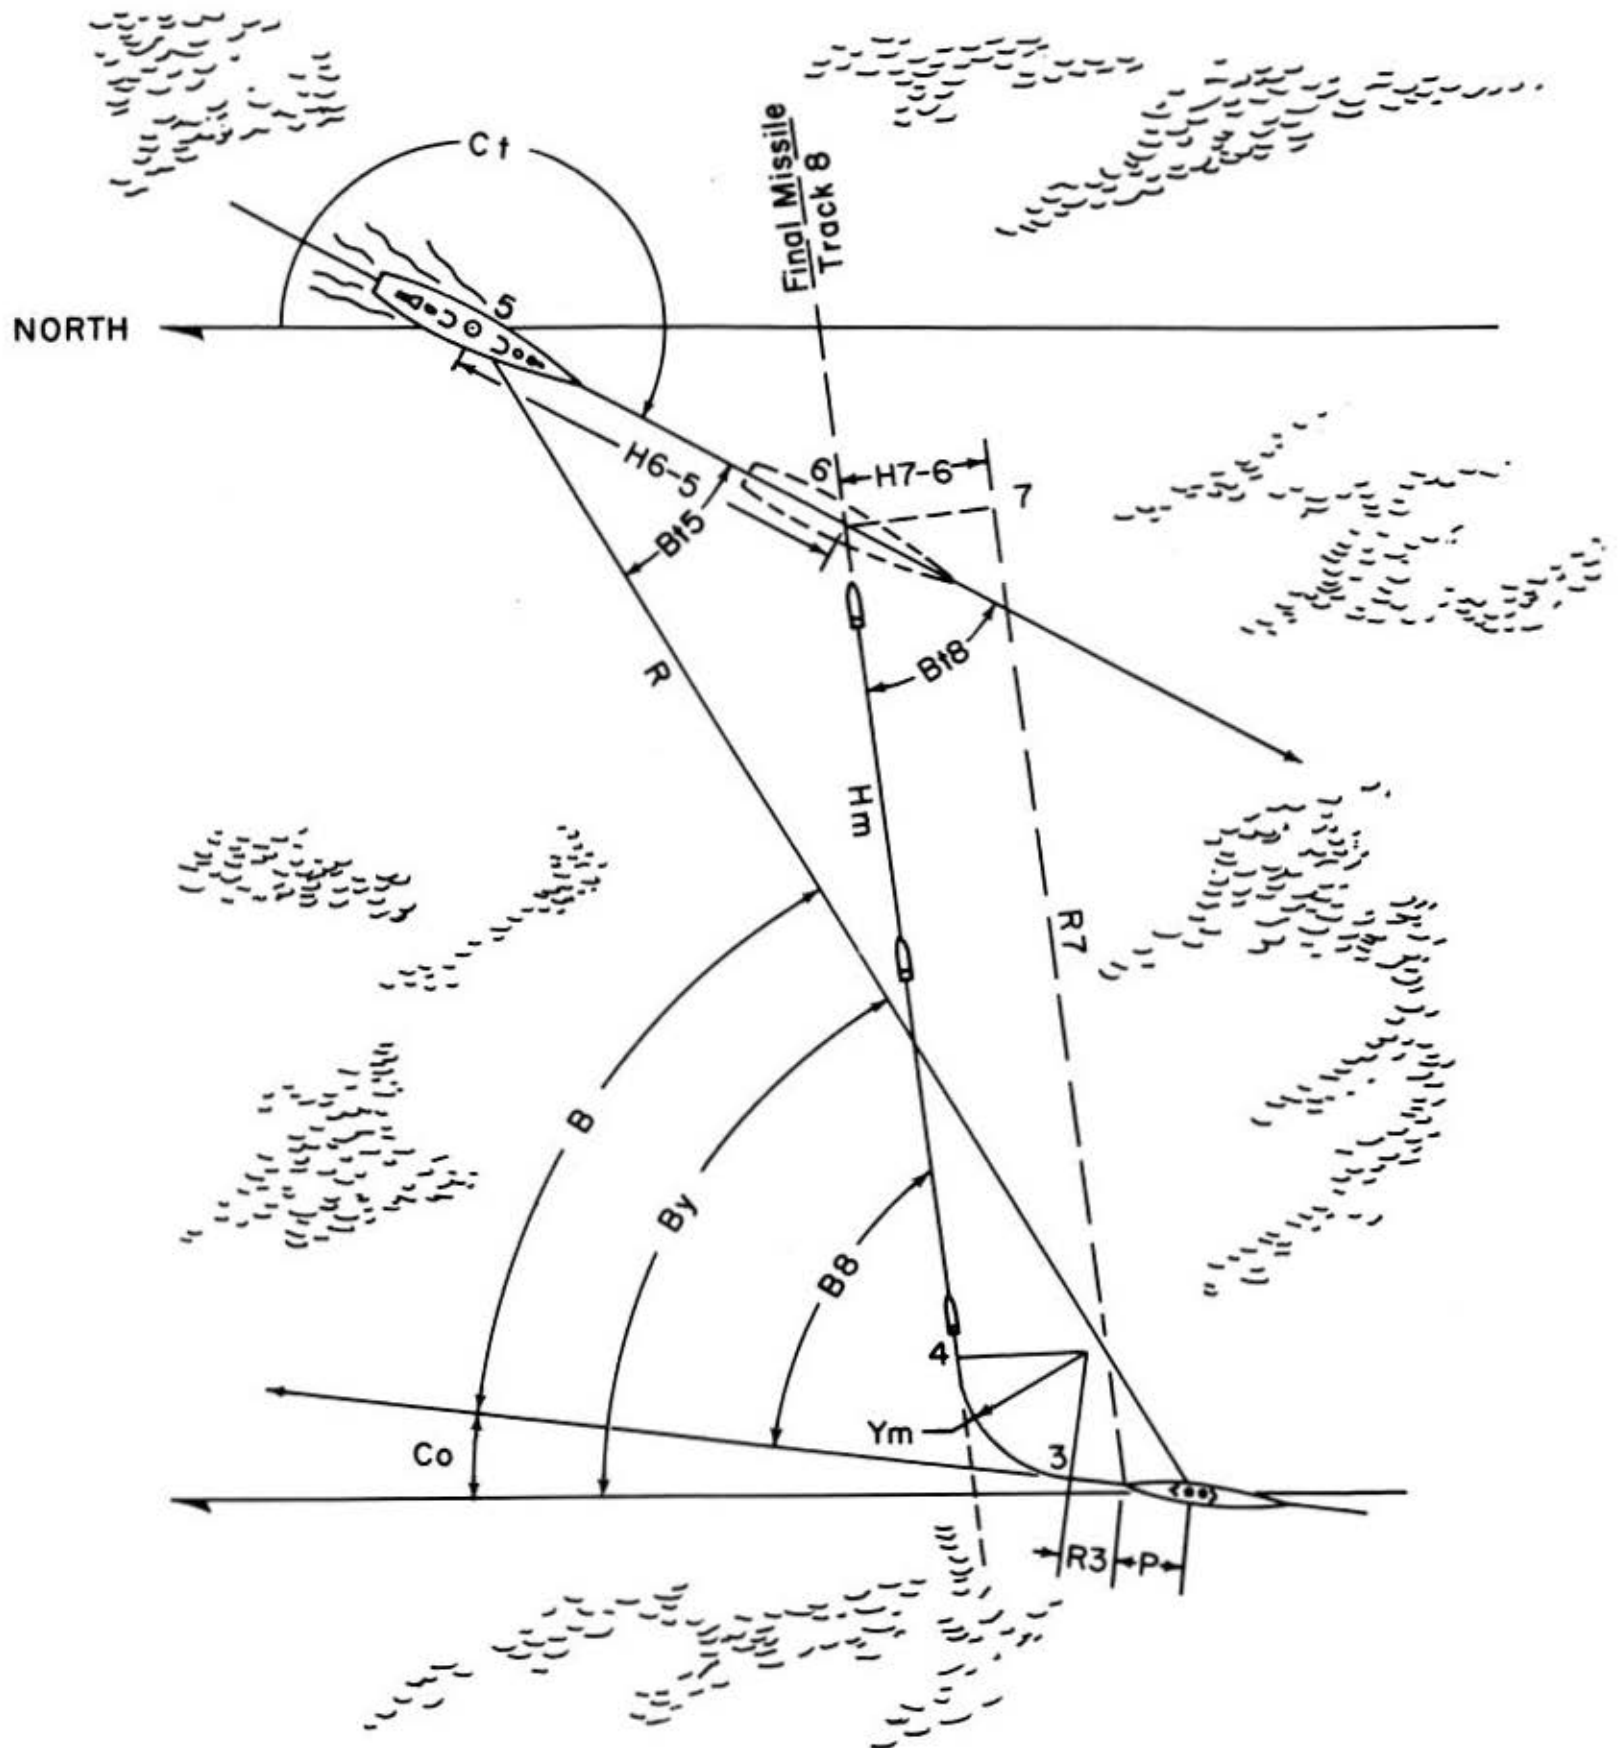 Ct
Final Missile
Track 8
5
NORTH
H6-5
6
H7-6
7
Bt5
Bt8
R
Hm
R7
B
By
B8
4
Ym
3
Co
R3
P